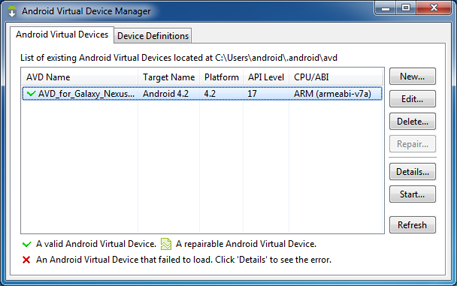 Android Virtual Device Manager
Android Virtual Devices Device Definitions
List of existing Android Virtual Devices located at C:\Users\android\.android\avd
AVD Name Target Name Platform API Level CPU/ABI
AVD_for_Galaxy_Nexus... Android 4.2 4.2 17 ARM (armeabi-v7a)
New...
Edit...
Delete...
Repair...
Details...
Start...
Refresh
A valid Android Virtual Device. A repairable Android Virtual Device.
An Android Virtual Device that failed to load. Click 'Details' to see the error.